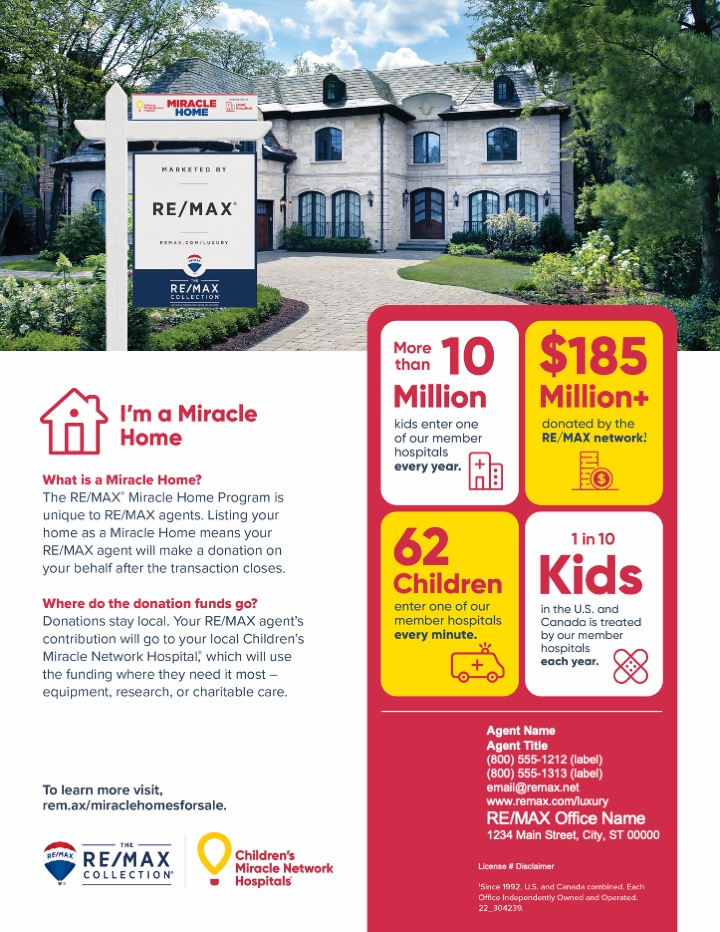 MIRACLE
HOME
MARKETED BY
RE/MAX®
REMAX.COM/LUXURY
RE/MAX
THE
RE/MAX
COLLECTION®
I'm a Miracle
Home
What is a Miracle Home?
The RE/MAX® Miracle Home Program is
unique to RE/MAX agents. Listing your
home as a Miracle Home means your
RE/MAX agent will make a donation on
your behalf after the transaction closes.
Where do the donation funds go?
Donations stay local. Your RE/MAX agent's
contribution will go to your local Children's
Miracle Network Hospital®, which will use
the funding where they need it most –
equipment, research, or charitable care.
To learn more visit,
rem.ax/miraclehomesforsale.
RE/MAX
THE
RE/MAX
COLLECTION®
Children's
Miracle Network
Hospitals®
More
than 10
Million
kids enter one
of our member
hospitals
every year.
$185
Million+
donated by the
RE/MAX network!¹
62
Children
enter one of our
member hospitals
every minute.
1 in 10
Kids
in the U.S. and
Canada is treated
by our member
hospitals
each year.
Agent Name
Agent Title
(800) 555-1212 (label)
(800) 555-1313 (label)
email@remax.net
www.remax.com/luxury
RE/MAX Office Name
1234 Main Street, City, ST 00000
License # Disclaimer
¹Since 1992, U.S. and Canada combined. Each
Office Independently Owned and Operated.
22_304239.